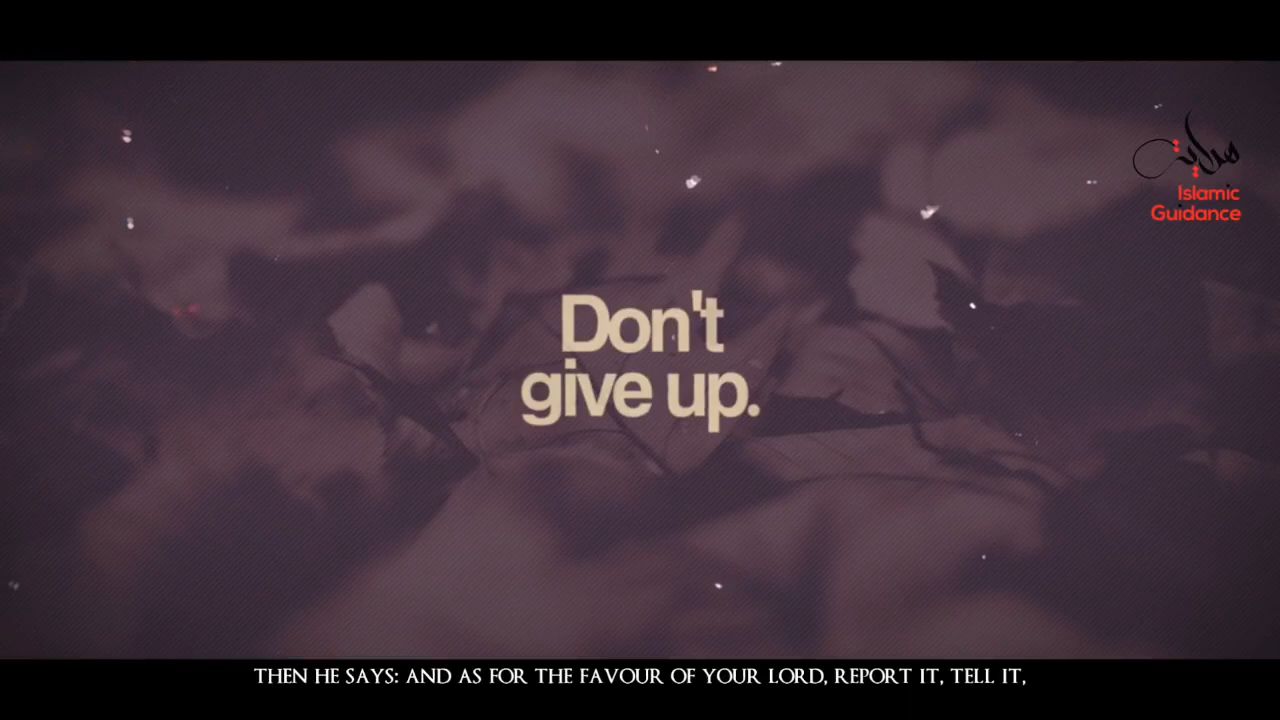 هداية
Islamic
Guidance
Don't
give up.
THEN HE SAYS: AND AS FOR THE FAVOUR OF YOUR LORD, REPORT IT, TELL IT,